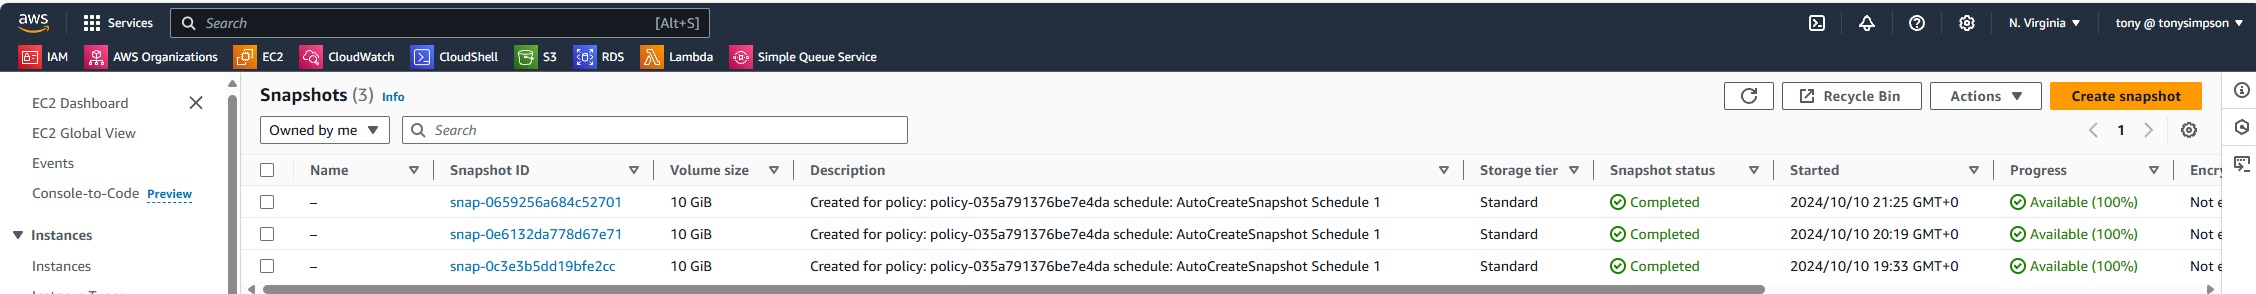 aws Services Search [Alt+S] N. Virginia ▼ tony @ tonysimpson ▼
IAM AWS Organizations EC2 CloudWatch CloudShell S3 RDS Lambda Simple Queue Service
EC2 Dashboard
EC2 Global View
Events
Console-to-Code Preview
Instances
Instances
Snapshots (3) Info
Recycle Bin Actions Create snapshot
Owned by me Search 1
Name Snapshot ID Volume size Description Storage tier Snapshot status Started Progress Encry
– snap-0659256a684c52701 10 GiB Created for policy: policy-035a791376be7e4da schedule: AutoCreateSnapshot Schedule 1 Standard Completed 2024/10/10 21:25 GMT+0 Available (100%) Not e
– snap-0e6132da778d67e71 10 GiB Created for policy: policy-035a791376be7e4da schedule: AutoCreateSnapshot Schedule 1 Standard Completed 2024/10/10 20:19 GMT+0 Available (100%) Not e
– snap-0c3e3b5dd19bfe2cc 10 GiB Created for policy: policy-035a791376be7e4da schedule: AutoCreateSnapshot Schedule 1 Standard Completed 2024/10/10 19:33 GMT+0 Available (100%) Not e